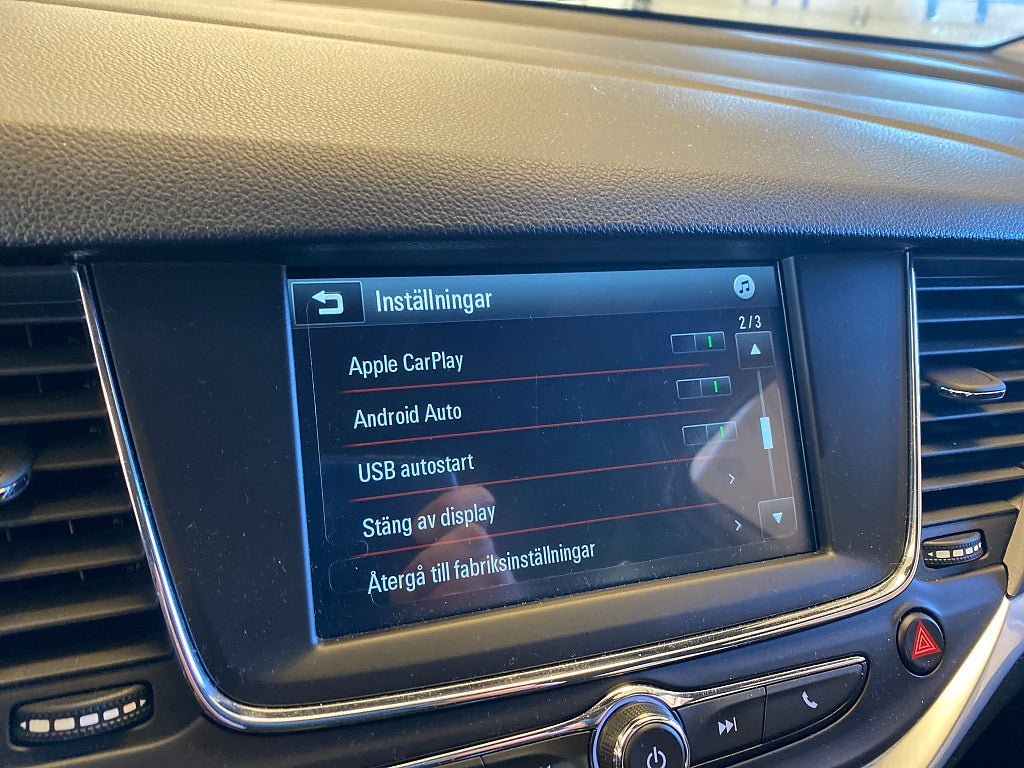 Inställningar
2/3
Apple CarPlay
Android Auto
USB autostart
Stäng av display
Återgå till fabriksinställningar